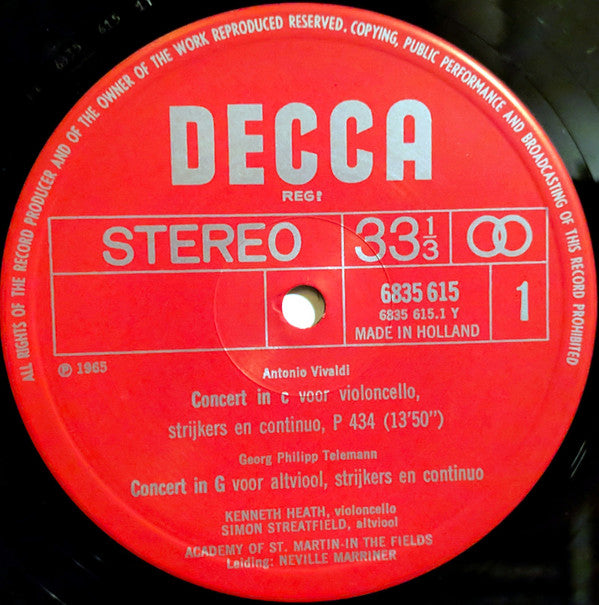 ALL RIGHTS OF THE RECORD PRODUCER AND OF THE OWNER OF THE WORK REPRODUCED RESERVED. COPYING, PUBLIC PERFORMANCE AND BROADCASTING OF THIS RECORD PROHIBITED
DECCA
REGD
STEREO
33 1/3
6835 615
6835 615.1 Y
MADE IN HOLLAND
1
℗ 1965
Antonio Vivaldi
Concert in c voor violoncello,
strijkers en continuo, P 434 (13'50")
Georg Philipp Telemann
Concert in G voor altviool, strijkers en continuo
KENNETH HEATH, violoncello
SIMON STREATFIELD, altviool
ACADEMY OF ST. MARTIN-IN THE FIELDS
Leiding: NEVILLE MARRINER